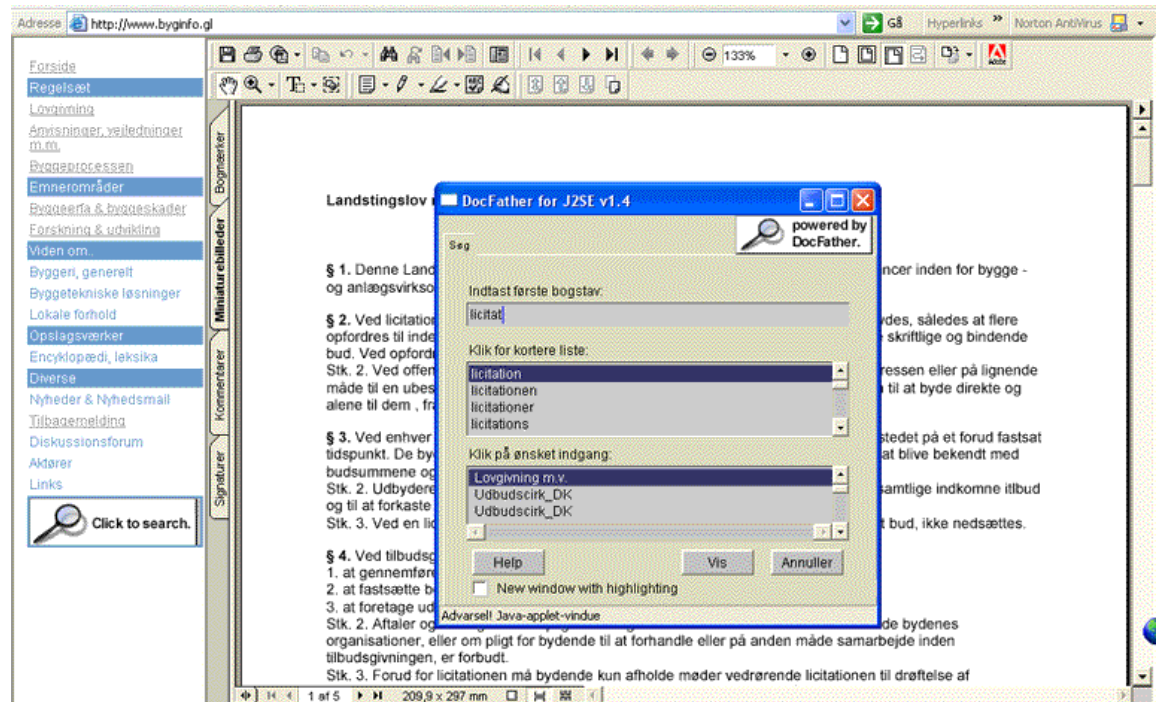 Adresse http://www.byginfo.gl Gå Hyperlinks » Norton AntiVirus
133%
Adobe
Forside
Regelsæt
Lovgivning
Anvisninger, vejledninger
m.m.
Byggeprocessen
Emnerområder
Byggeerfa & byggeskader
Forskning & udvikling
Viden om..
Byggeri, generelt
Byggetekniske løsninger
Lokale forhold
Opslagsværker
Encyklopædi, leksika
Diverse
Nyheder & Nyhedsmail
Tilbagemelding
Diskussionsforum
Aktører
Links
Click to search.
Bogmærker
Miniaturebilleder
Kommentarer
Signaturer
Landstingslov
§ 1. Denne Land ncer inden for bygge -
og anlægsvirkso
§ 2. Ved licitation ydes, således at flere
opfordres til inde skriftlige og bindende
bud. Ved opford
Stk. 2. Ved offen ressen eller på lignende
måde til en ubes til at byde direkte og
alene til dem , fra
§ 3. Ved enhver stedet på et forud fastsat
tidspunkt. De by at blive bekendt med
budsummene og
Stk. 2. Udbydere samtlige indkomne itlbud
og til at forkaste
Stk. 3. Ved en lic t bud, ikke nedsættes.
§ 4. Ved tilbudsg
1. at gennemføre
2. at fastsætte b
3. at foretage ud
Stk. 2. Aftaler og de bydenes
organisationer, eller om pligt for bydende til at forhandle eller på anden måde samarbejde inden
tilbudsgivningen, er forbudt.
Stk. 3. Forud for licitationen må bydende kun afholde møder vedrørende licitationen til drøftelse af
DocFather for J2SE v1.4
powered by
DocFather.
Søg
Indtast første bogstav:
licitat
Klik for kortere liste:
licitation
licitationen
licitationer
licitations
Klik på ønsket indgang:
Lovgivning m.v.
Udbudscirk_DK
Udbudscirk_DK
Help Vis Annuller
New window with highlighting
Advarsel! Java-applet-vindue
1 af 5 209,9 x 297 mm